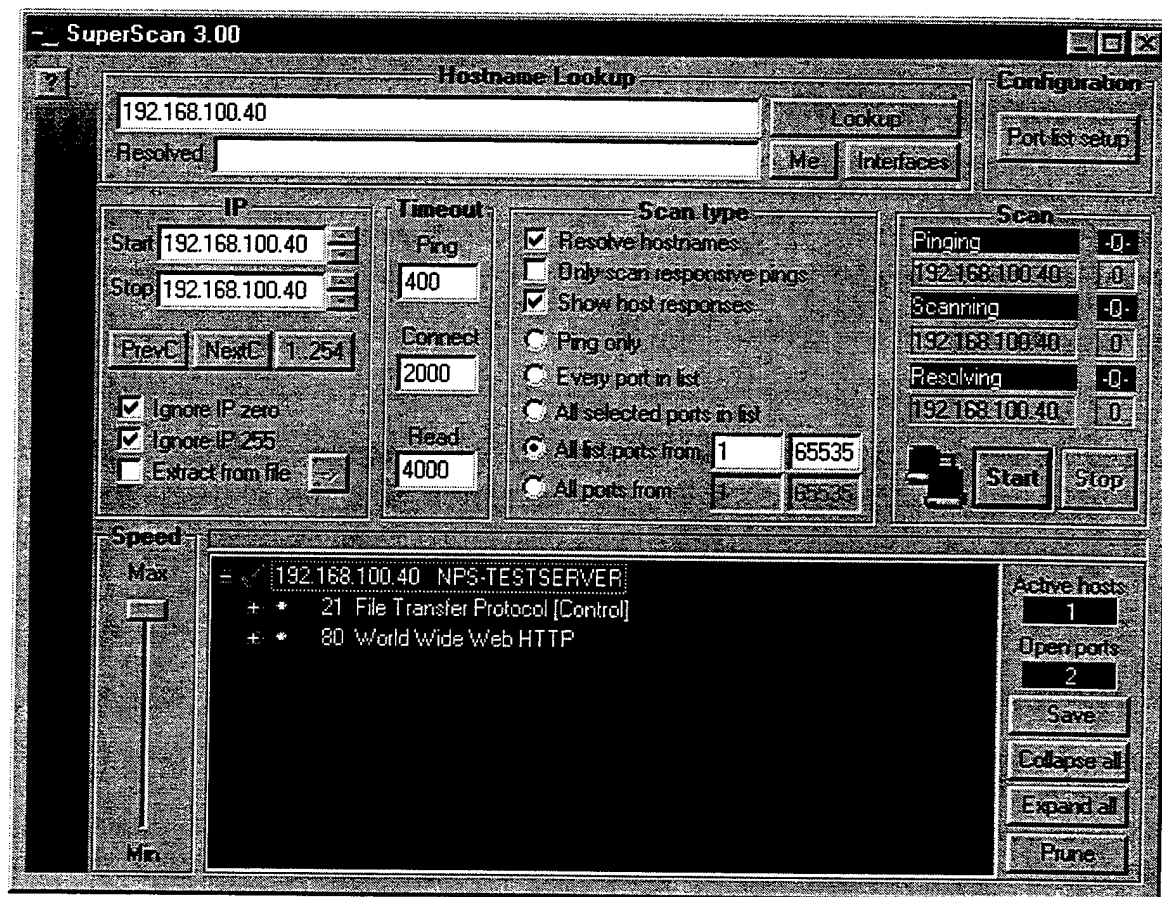 SuperScan 3.00
?
Hostname Lookup
192.168.100.40
Lookup
Resolved
Me
Interfaces
Configuration
Port list setup
IP
Start 192.168.100.40
Stop 192.168.100.40
PrevC NextC 1..254
Ignore IP zero
Ignore IP 255
Extract from file ->
Timeout
Ping
400
Connect
2000
Read
4000
Scan type
Resolve hostnames
Only scan responsive pings
Show host responses
Ping only
Every port in list
All selected ports in list
All list ports from 1 65535
All ports from 1 65535
Scan
Pinging -0-
192.168.100.40 0
Scanning -0-
192.168.100.40 0
Resolving -0-
192.168.100.40 0
Start Stop
Speed
Max
Min
192.168.100.40 NPS-TESTSERVER
21 File Transfer Protocol [Control]
80 World Wide Web HTTP
Active hosts
1
Open ports
2
Save
Collapse all
Expand all
Prune